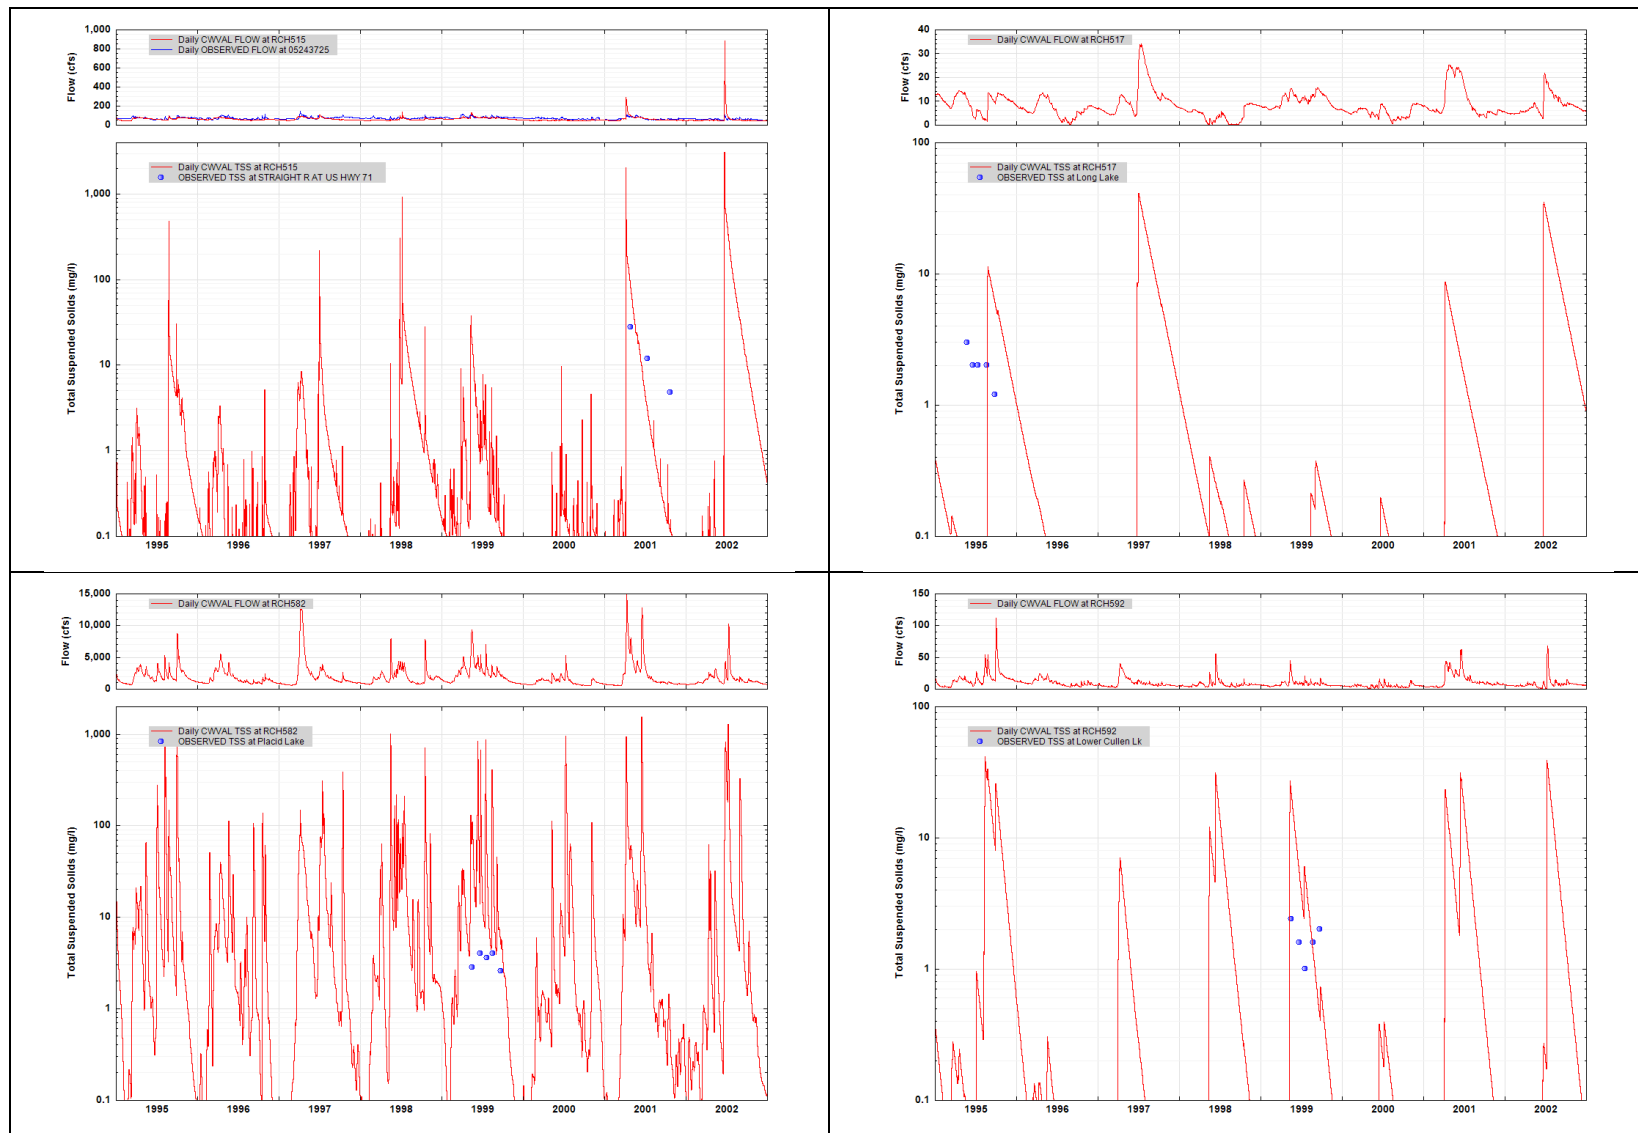 Flow (cfs)
1,000
800
600
400
200
0
Daily CWVAL FLOW at RCH515
Daily OBSERVED FLOW at 05243725
Total Suspended Solids (mg/l)
1,000
100
10
1
0.1
Daily CWVAL TSS at RCH515
OBSERVED TSS at STRAIGHT R AT US HWY 71
1995 1996 1997 1998 1999 2000 2001 2002
Flow (cfs)
40
30
20
10
0
Daily CWVAL FLOW at RCH517
Total Suspended Solids (mg/l)
100
10
1
0.1
Daily CWVAL TSS at RCH517
OBSERVED TSS at Long Lake
1995 1996 1997 1998 1999 2000 2001 2002
Flow (cfs)
15,000
10,000
5,000
0
Daily CWVAL FLOW at RCH582
Total Suspended Solids (mg/l)
1,000
100
10
1
0.1
Daily CWVAL TSS at RCH582
OBSERVED TSS at Placid Lake
1995 1996 1997 1998 1999 2000 2001 2002
Flow (cfs)
150
100
50
0
Daily CWVAL FLOW at RCH592
Total Suspended Solids (mg/l)
100
10
1
0.1
Daily CWVAL TSS at RCH592
OBSERVED TSS at Lower Cullen Lk
1995 1996 1997 1998 1999 2000 2001 2002